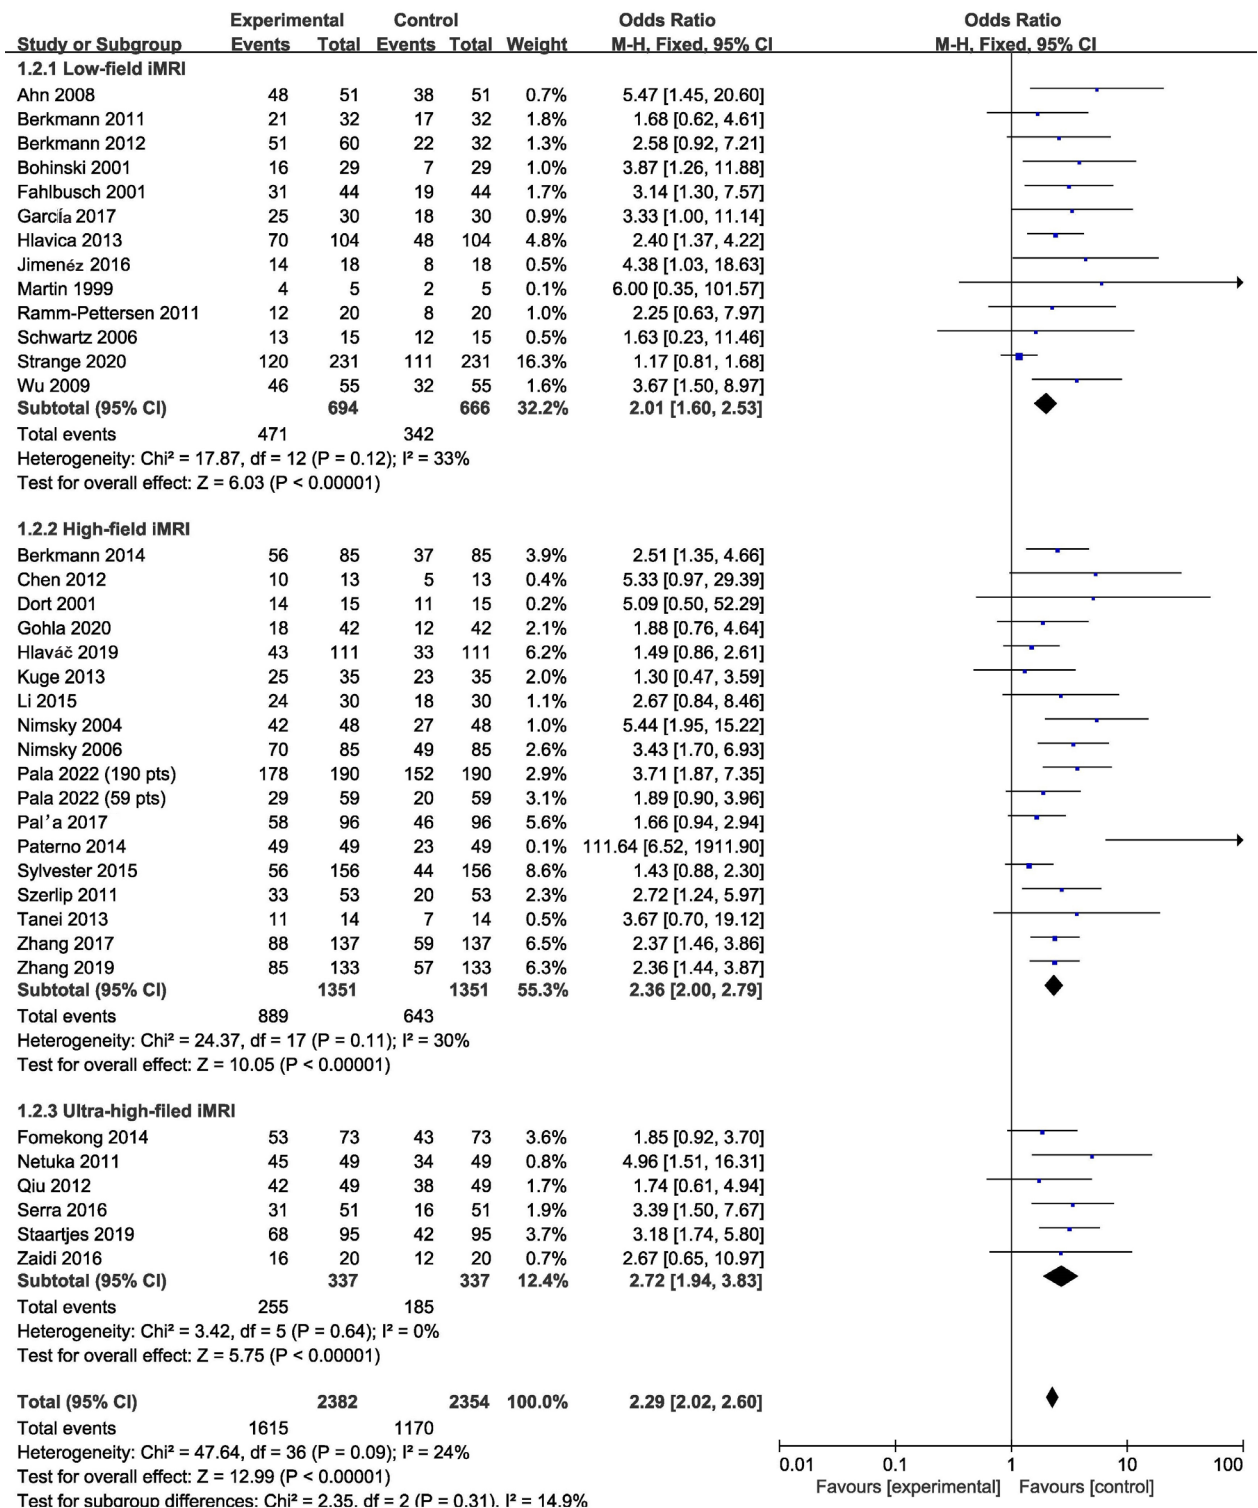 Experimental Control Odds Ratio Odds Ratio
Study or Subgroup Events Total Events Total Weight M-H, Fixed, 95% CI M-H, Fixed, 95% CI
1.2.1 Low-field iMRI
Ahn 2008 48 51 38 51 0.7% 5.47 [1.45, 20.60]
Berkmann 2011 21 32 17 32 1.8% 1.68 [0.62, 4.61]
Berkmann 2012 51 60 22 32 1.3% 2.58 [0.92, 7.21]
Bohinski 2001 16 29 7 29 1.0% 3.87 [1.26, 11.88]
Fahlbusch 2001 31 44 19 44 1.7% 3.14 [1.30, 7.57]
García 2017 25 30 18 30 0.9% 3.33 [1.00, 11.14]
Hlavica 2013 70 104 48 104 4.8% 2.40 [1.37, 4.22]
Jimenéz 2016 14 18 8 18 0.5% 4.38 [1.03, 18.63]
Martin 1999 4 5 2 5 0.1% 6.00 [0.35, 101.57]
Ramm-Pettersen 2011 12 20 8 20 1.0% 2.25 [0.63, 7.97]
Schwartz 2006 13 15 12 15 0.5% 1.63 [0.23, 11.46]
Strange 2020 120 231 111 231 16.3% 1.17 [0.81, 1.68]
Wu 2009 46 55 32 55 1.6% 3.67 [1.50, 8.97]
Subtotal (95% CI) 694 666 32.2% 2.01 [1.60, 2.53]
Total events 471 342
Heterogeneity: Chi² = 17.87, df = 12 (P = 0.12); I² = 33%
Test for overall effect: Z = 6.03 (P < 0.00001)
1.2.2 High-field iMRI
Berkmann 2014 56 85 37 85 3.9% 2.51 [1.35, 4.66]
Chen 2012 10 13 5 13 0.4% 5.33 [0.97, 29.39]
Dort 2001 14 15 11 15 0.2% 5.09 [0.50, 52.29]
Gohla 2020 18 42 12 42 2.1% 1.88 [0.76, 4.64]
Hlaváč 2019 43 111 33 111 6.2% 1.49 [0.86, 2.61]
Kuge 2013 25 35 23 35 2.0% 1.30 [0.47, 3.59]
Li 2015 24 30 18 30 1.1% 2.67 [0.84, 8.46]
Nimsky 2004 42 48 27 48 1.0% 5.44 [1.95, 15.22]
Nimsky 2006 70 85 49 85 2.6% 3.43 [1.70, 6.93]
Pala 2022 (190 pts) 178 190 152 190 2.9% 3.71 [1.87, 7.35]
Pala 2022 (59 pts) 29 59 20 59 3.1% 1.89 [0.90, 3.96]
Pal'a 2017 58 96 46 96 5.6% 1.66 [0.94, 2.94]
Paterno 2014 49 49 23 49 0.1% 111.64 [6.52, 1911.90]
Sylvester 2015 56 156 44 156 8.6% 1.43 [0.88, 2.30]
Szerlip 2011 33 53 20 53 2.3% 2.72 [1.24, 5.97]
Tanei 2013 11 14 7 14 0.5% 3.67 [0.70, 19.12]
Zhang 2017 88 137 59 137 6.5% 2.37 [1.46, 3.86]
Zhang 2019 85 133 57 133 6.3% 2.36 [1.44, 3.87]
Subtotal (95% CI) 1351 1351 55.3% 2.36 [2.00, 2.79]
Total events 889 643
Heterogeneity: Chi² = 24.37, df = 17 (P = 0.11); I² = 30%
Test for overall effect: Z = 10.05 (P < 0.00001)
1.2.3 Ultra-high-filed iMRI
Fomekong 2014 53 73 43 73 3.6% 1.85 [0.92, 3.70]
Netuka 2011 45 49 34 49 0.8% 4.96 [1.51, 16.31]
Qiu 2012 42 49 38 49 1.7% 1.74 [0.61, 4.94]
Serra 2016 31 51 16 51 1.9% 3.39 [1.50, 7.67]
Staartjes 2019 68 95 42 95 3.7% 3.18 [1.74, 5.80]
Zaidi 2016 16 20 12 20 0.7% 2.67 [0.65, 10.97]
Subtotal (95% CI) 337 337 12.4% 2.72 [1.94, 3.83]
Total events 255 185
Heterogeneity: Chi² = 3.42, df = 5 (P = 0.64); I² = 0%
Test for overall effect: Z = 5.75 (P < 0.00001)
Total (95% CI) 2382 2354 100.0% 2.29 [2.02, 2.60]
Total events 1615 1170
Heterogeneity: Chi² = 47.64, df = 36 (P = 0.09); I² = 24%
Test for overall effect: Z = 12.99 (P < 0.00001)
Test for subgroup differences: Chi² = 2.35, df = 2 (P = 0.31), I² = 14.9%
0.01 0.1 1 10 100
Favours [experimental] Favours [control]